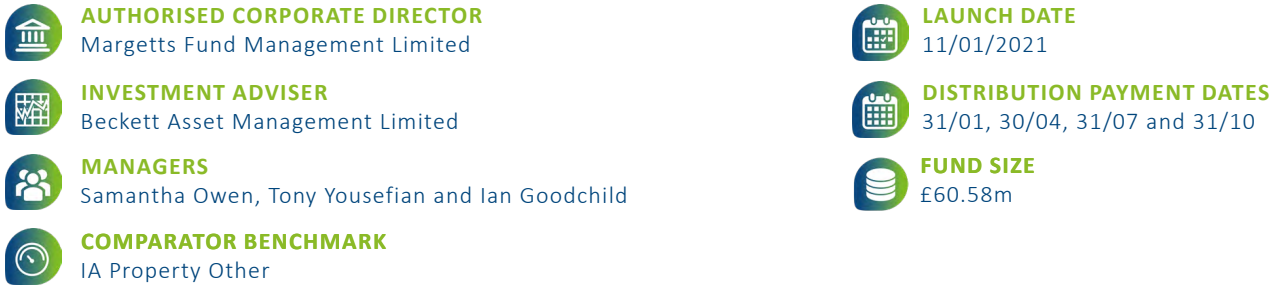 AUTHORISED CORPORATE DIRECTOR
Margetts Fund Management Limited
INVESTMENT ADVISER
Beckett Asset Management Limited
MANAGERS
Samantha Owen, Tony Yousefian and Ian Goodchild
COMPARATOR BENCHMARK
IA Property Other
LAUNCH DATE
11/01/2021
DISTRIBUTION PAYMENT DATES
31/01, 30/04, 31/07 and 31/10
FUND SIZE
£60.58m